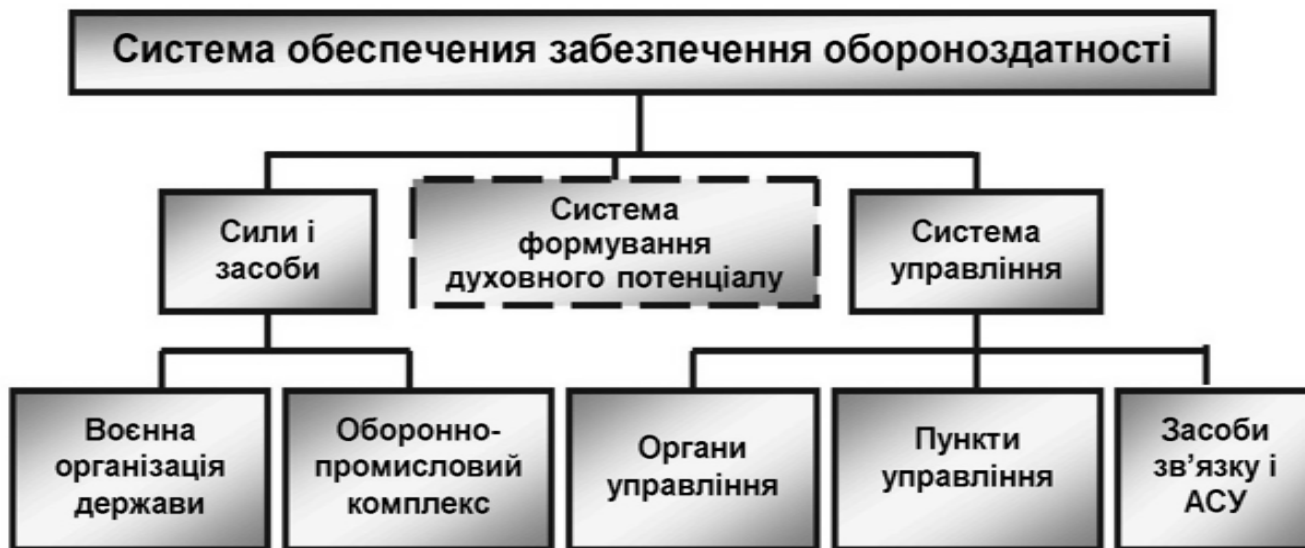 Система обеспечения забезпечення обороноздатності
Сили і
засоби
Система
формування
духовного потенціалу
Система
управління
Воєнна
організація
держави
Оборонно-
промисловий
комплекс
Органи
управління
Пункти
управління
Засоби
зв’язку і
АСУ